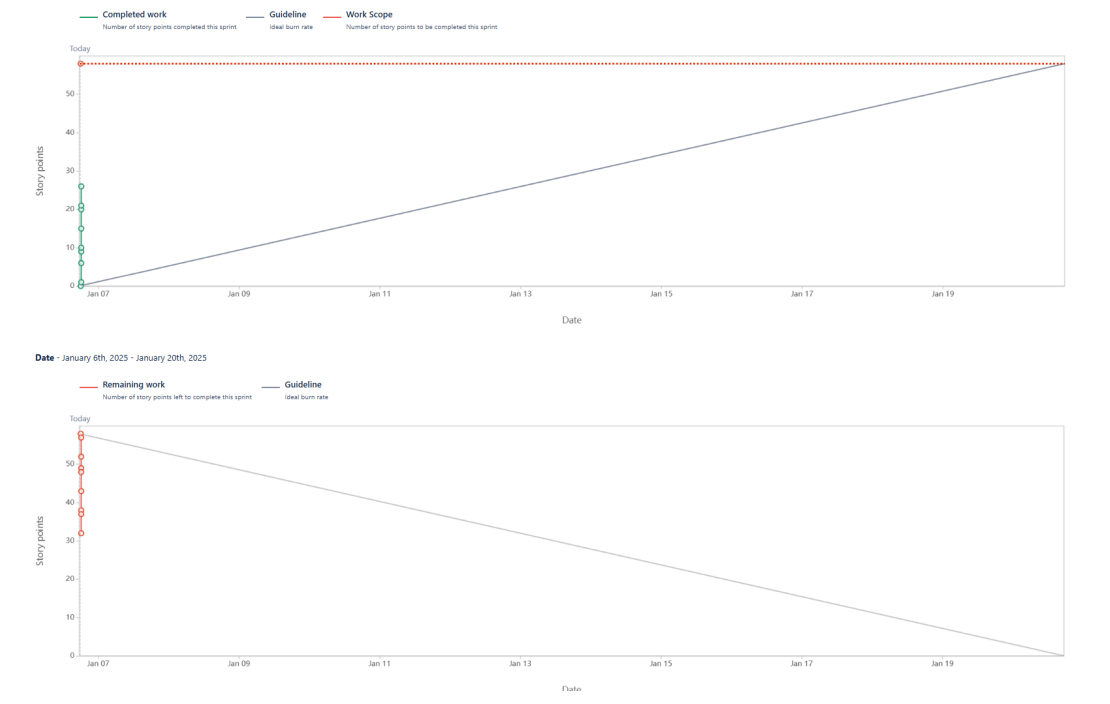 Completed work Guideline Work Scope
Number of story points completed this sprint Ideal burn rate Number of story points to be completed this sprint
Today
50
40
30
20
10
0
Story points
Jan 07 Jan 09 Jan 11 Jan 13 Jan 15 Jan 17 Jan 19
Date
Date - January 6th, 2025 - January 20th, 2025
Remaining work Guideline
Number of story points left to complete this sprint Ideal burn rate
Today
50
40
30
20
10
0
Story points
Jan 07 Jan 09 Jan 11 Jan 13 Jan 15 Jan 17 Jan 19
Date